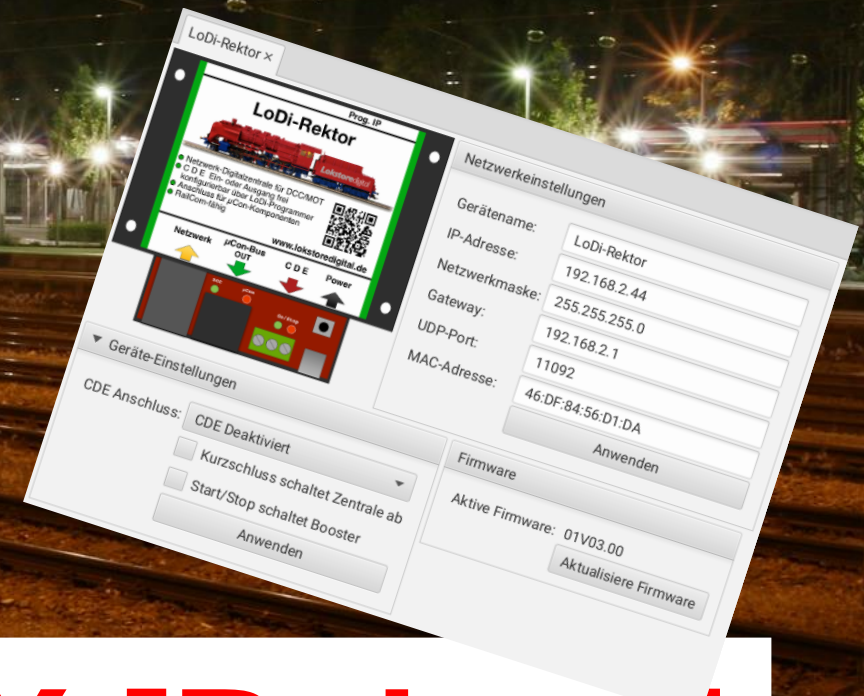 LoDi-Rektor ×
Prog. IP
LoDi-Rektor
Lokstoredigital
Netzwerk-Digitalzentrale für DCC/MOT
C D E Ein- oder Ausgang frei
konfigurierbar über LoDi-Programmer
Anschluss für µCon-Komponenten
RailCom-fähig
www.lokstoredigital.de
Netzwerk
µCon-Bus
OUT
C D E
Power
Geräte-Einstellungen
CDE Anschluss: CDE Deaktiviert
Kurzschluss schaltet Zentrale ab
Start/Stop schaltet Booster
Anwenden
Netzwerkeinstellungen
Gerätename: LoDi-Rektor
IP-Adresse: 192.168.2.44
Netzwerkmaske: 255.255.255.0
Gateway: 192.168.2.1
UDP-Port: 11092
MAC-Adresse: 46:DF:84:56:D1:DA
Anwenden
Firmware
Aktive Firmware: 01V03.00
Aktualisiere Firmware